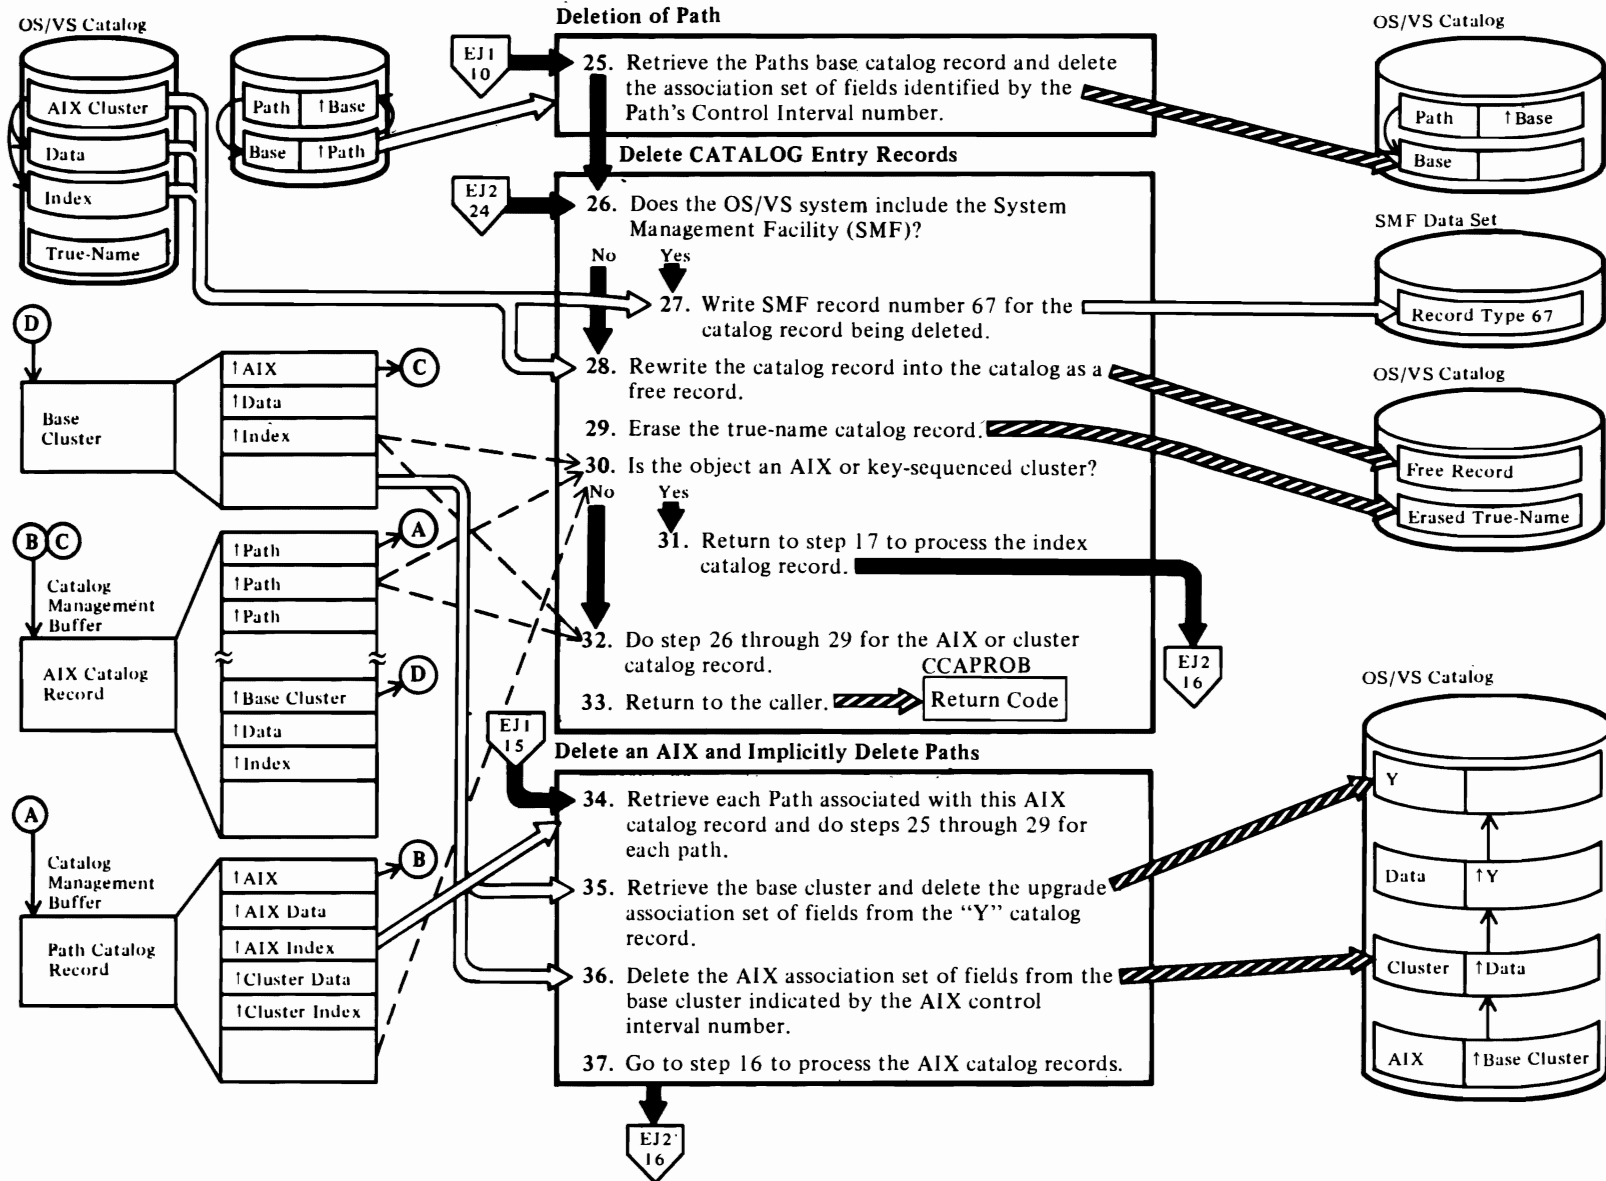 Deletion of Path
OS/VS Catalog
AIX Cluster
Data
Index
True-Name
Path ↑Base
Base ↑Path
EJ1
10
25. Retrieve the Paths base catalog record and delete
the association set of fields identified by the
Path's Control Interval number.
OS/VS Catalog
Path ↑Base
Base
Delete CATALOG Entry Records
EJ2
24
26. Does the OS/VS system include the System
Management Facility (SMF)?
No Yes
27. Write SMF record number 67 for the
catalog record being deleted.
SMF Data Set
Record Type 67
28. Rewrite the catalog record into the catalog as a
free record.
29. Erase the true-name catalog record.
OS/VS Catalog
Free Record
Erased True-Name
30. Is the object an AIX or key-sequenced cluster?
No Yes
31. Return to step 17 to process the index
catalog record.
EJ2
16
32. Do step 26 through 29 for the AIX or cluster
catalog record.
CCAPROB
33. Return to the caller.
Return Code
D
Base
Cluster
↑AIX
C
↑Data
↑Index
B C
Catalog
Management
Buffer
AIX Catalog
Record
↑Path
A
↑Path
↑Path
↑Base Cluster
D
↑Data
↑Index
A
Catalog
Management
Buffer
Path Catalog
Record
↑AIX
B
↑AIX Data
↑AIX Index
↑Cluster Data
↑Cluster Index
EJ1
15
Delete an AIX and Implicitly Delete Paths
34. Retrieve each Path associated with this AIX
catalog record and do steps 25 through 29 for
each path.
35. Retrieve the base cluster and delete the upgrade
association set of fields from the “Y” catalog
record.
36. Delete the AIX association set of fields from the
base cluster indicated by the AIX control
interval number.
37. Go to step 16 to process the AIX catalog records.
EJ2
16
OS/VS Catalog
Y
Data ↑Y
Cluster ↑Data
AIX ↑Base Cluster